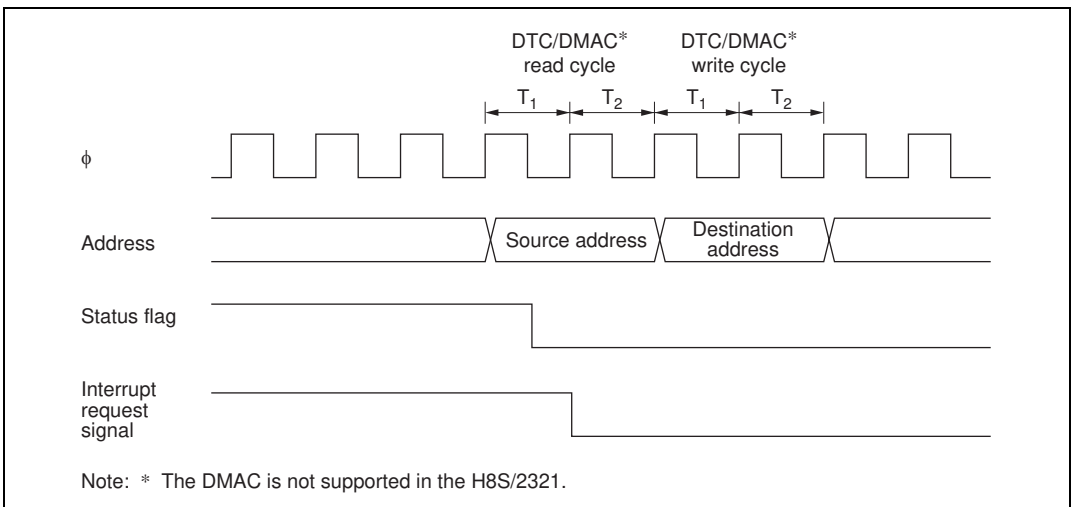 DTC/DMAC* DTC/DMAC*
read cycle write cycle
T1 T2 T1 T2
ϕ
Address Source address Destination address
Status flag
Interrupt
request
signal
Note: * The DMAC is not supported in the H8S/2321.